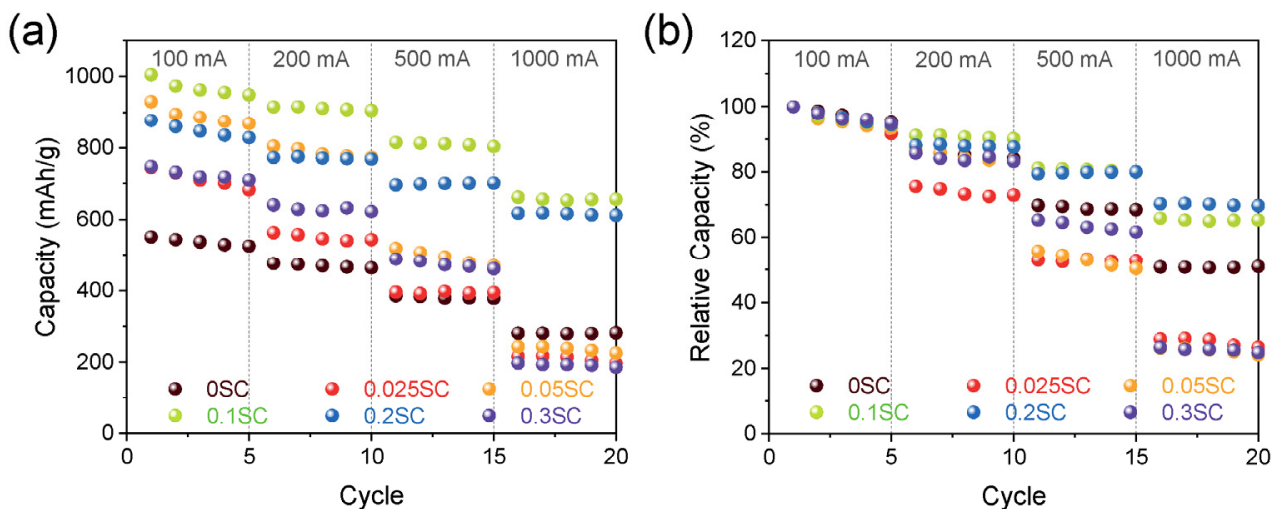 (a)
100 mA 200 mA 500 mA 1000 mA
1000
800
600
400
200
0
Capacity (mAh/g)
0SC 0.025SC 0.05SC
0.1SC 0.2SC 0.3SC
0 5 10 15 20
Cycle
(b)
120
100 mA 200 mA 500 mA 1000 mA
100
80
60
40
20
0
Relative Capacity (%)
0SC 0.025SC 0.05SC
0.1SC 0.2SC 0.3SC
0 5 10 15 20
Cycle